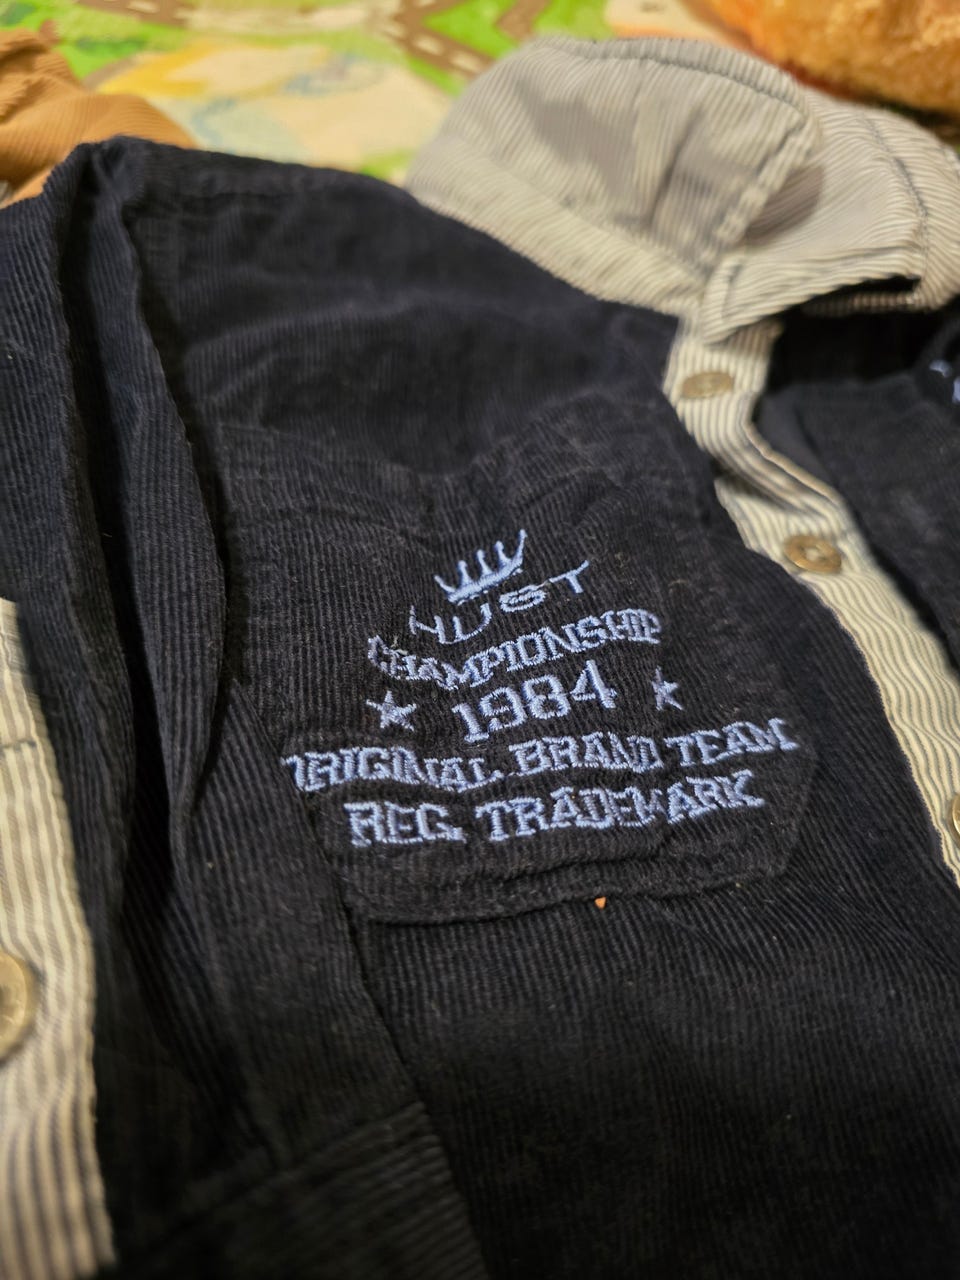 HUST
CHAMPIONSHIP
1984
ORIGINAL BRAND TEAM
REG. TRADEMARK